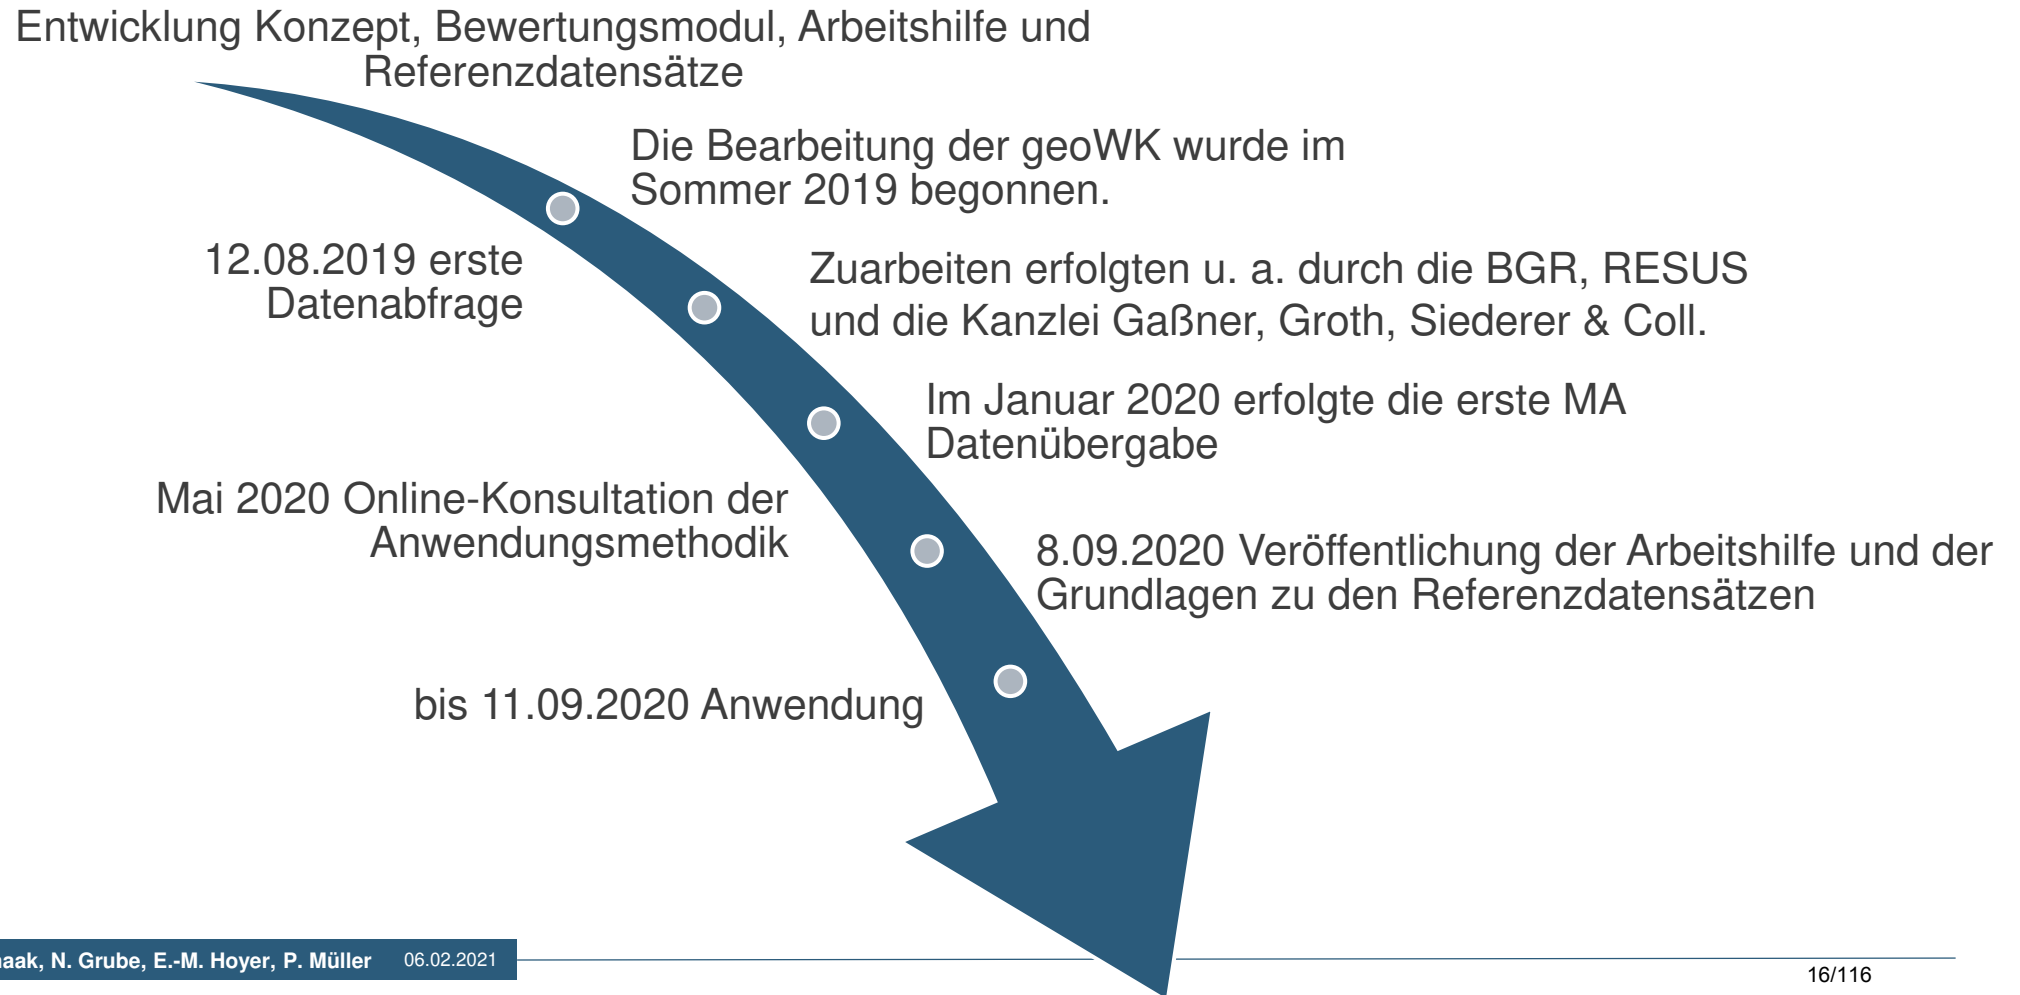 Entwicklung Konzept, Bewertungsmodul, Arbeitshilfe und
Referenzdatensätze
Die Bearbeitung der geoWK wurde im
Sommer 2019 begonnen.
12.08.2019 erste
Datenabfrage
Zuarbeiten erfolgten u. a. durch die BGR, RESUS
und die Kanzlei Gaßner, Groth, Siederer & Coll.
Im Januar 2020 erfolgte die erste MA
Datenübergabe
Mai 2020 Online-Konsultation der
Anwendungsmethodik
8.09.2020 Veröffentlichung der Arbeitshilfe und der
Grundlagen zu den Referenzdatensätzen
bis 11.09.2020 Anwendung
N. Grube, E.-M. Hoyer, P. Müller 06.02.2021
16/116